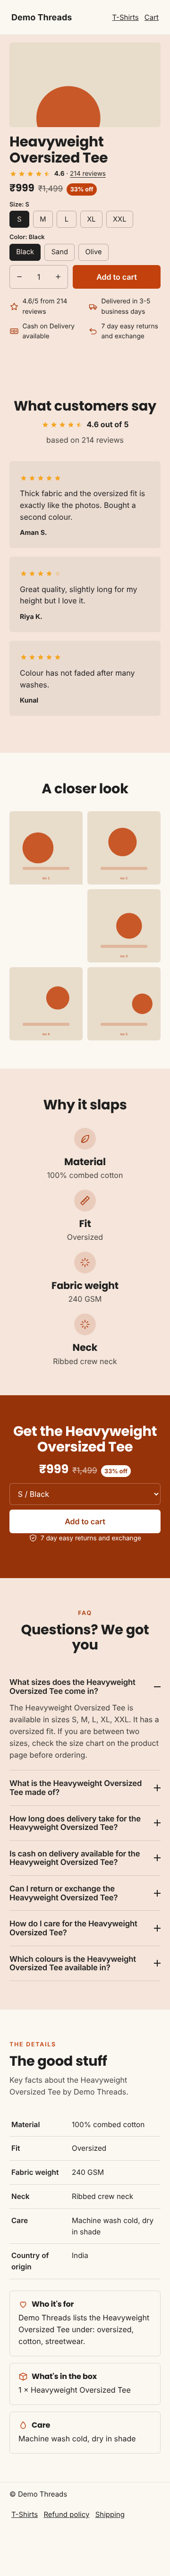 Demo Threads
T-Shirts Cart
Heavyweight
Oversized Tee
4.6 · 214 reviews
₹999 ₹1,499 33% off
Size: S
S M L XL XXL
Color: Black
Black Sand Olive
− 1 + Add to cart
4.6/5 from 214
reviews
Delivered in 3-5
business days
Cash on Delivery
available
7 day easy returns
and exchange
What customers say
4.6 out of 5
based on 214 reviews
Thick fabric and the oversized fit is
exactly like the photos. Bought a
second colour.
Aman S.
Great quality, slightly long for my
height but I love it.
Riya K.
Colour has not faded after many
washes.
Kunal
A closer look
Why it slaps
Material
100% combed cotton
Fit
Oversized
Fabric weight
240 GSM
Neck
Ribbed crew neck
Get the Heavyweight
Oversized Tee
₹999 ₹1,499 33% off
S / Black
Add to cart
7 day easy returns and exchange
FAQ
Questions? We got
you
What sizes does the Heavyweight
Oversized Tee come in?
The Heavyweight Oversized Tee is
available in sizes S, M, L, XL, XXL. It has a
oversized fit. If you are between two
sizes, check the size chart on the product
page before ordering.
What is the Heavyweight Oversized
Tee made of?
How long does delivery take for the
Heavyweight Oversized Tee?
Is cash on delivery available for the
Heavyweight Oversized Tee?
Can I return or exchange the
Heavyweight Oversized Tee?
How do I care for the Heavyweight
Oversized Tee?
Which colours is the Heavyweight
Oversized Tee available in?
THE DETAILS
The good stuff
Key facts about the Heavyweight
Oversized Tee by Demo Threads.
Material 100% combed cotton
Fit Oversized
Fabric weight 240 GSM
Neck Ribbed crew neck
Care Machine wash cold, dry
in shade
Country of India
origin
Who it's for
Demo Threads lists the Heavyweight
Oversized Tee under: oversized,
cotton, streetwear.
What's in the box
1 × Heavyweight Oversized Tee
Care
Machine wash cold, dry in shade
© Demo Threads
T-Shirts Refund policy Shipping